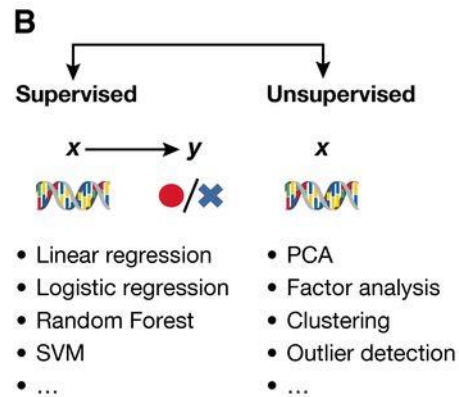 B
Supervised
x → y
/
• Linear regression
• Logistic regression
• Random Forest
• SVM
• ...
Unsupervised
x
• PCA
• Factor analysis
• Clustering
• Outlier detection
• ...